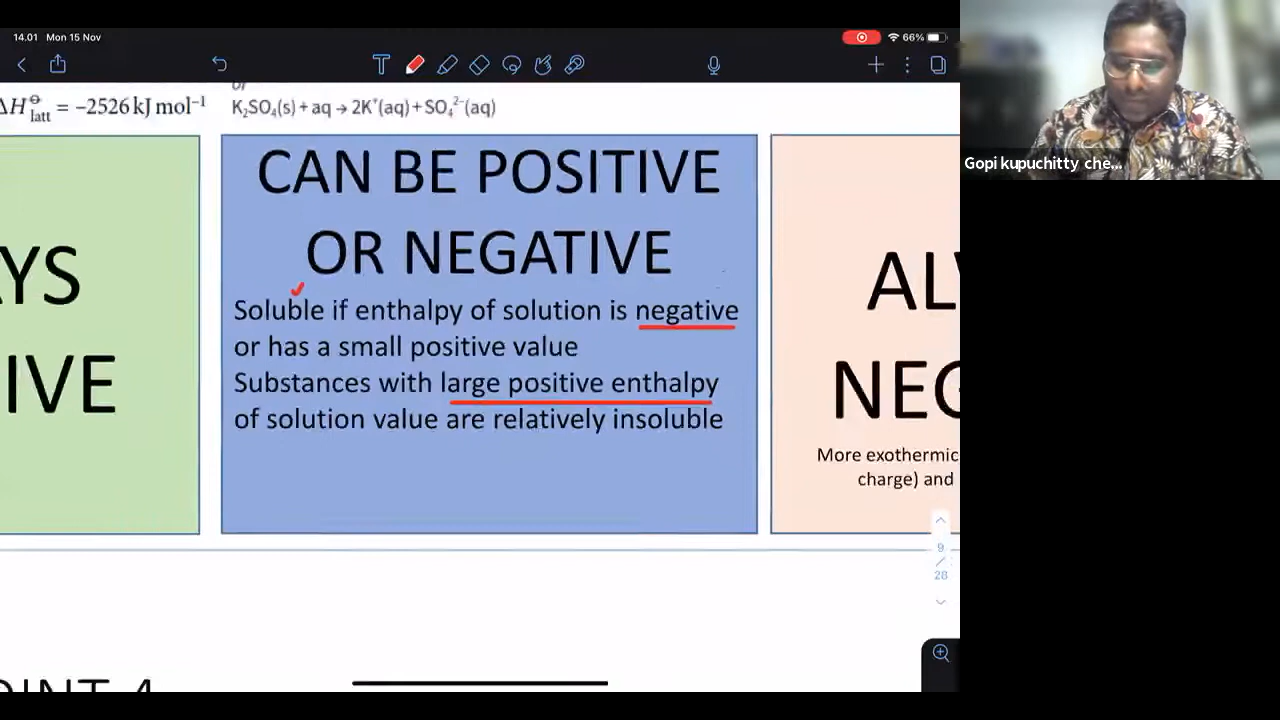 14.01 Mon 15 Nov
66%
or
ΔH⦵latt = –2526 kJ mol⁻¹
K₂SO₄(s) + aq → 2K⁺(aq) + SO₄²⁻(aq)
Gopi kupuchitty che...
YS
IVE
CAN BE POSITIVE
OR NEGATIVE
Soluble if enthalpy of solution is negative
or has a small positive value
Substances with large positive enthalpy
of solution value are relatively insoluble
AL
NEG
More exothermic
charge) and
9
/
28
INT 4